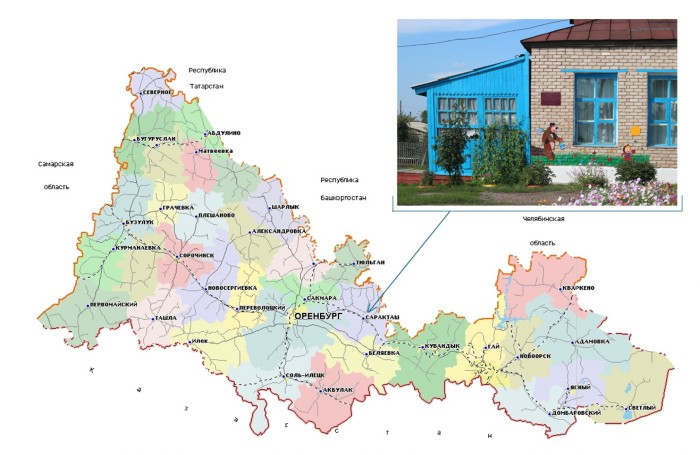 Республика
Татарстан
СЕВЕРНОЕ
АБДУЛИНО
БУГУРУСЛАН
Матвеевка
Самарская
область
Республика
Башкортостан
ГРАЧЕВКА
ШАРЛЫК
ПЛЕШАНОВО
Челябинская
БУЗУЛУК
АЛЕКСАНДРОВКА
область
КУРМАНАЕВКА
СОРОЧИНСК
ТЮЛЬГАН
НОВОСЕРГИЕВКА
КВАРКЕНО
САКМАРА
ПЕРВОМАЙСКИЙ
ПЕРЕВОЛОЦКИЙ
ОРЕНБУРГ
САРАКТАШ
ТАШЛА
Илек
АДАМОВКА
КУВАНДЫК
ГАЙ
БЕЛЯЕВКА
НОВООРСК
К а з а х с т а н
СОЛЬ-ИЛЕЦК
АКБУЛАК
ЯСНЫЙ
СВЕТЛЫЙ
ДОМБАРОВСКИЙ